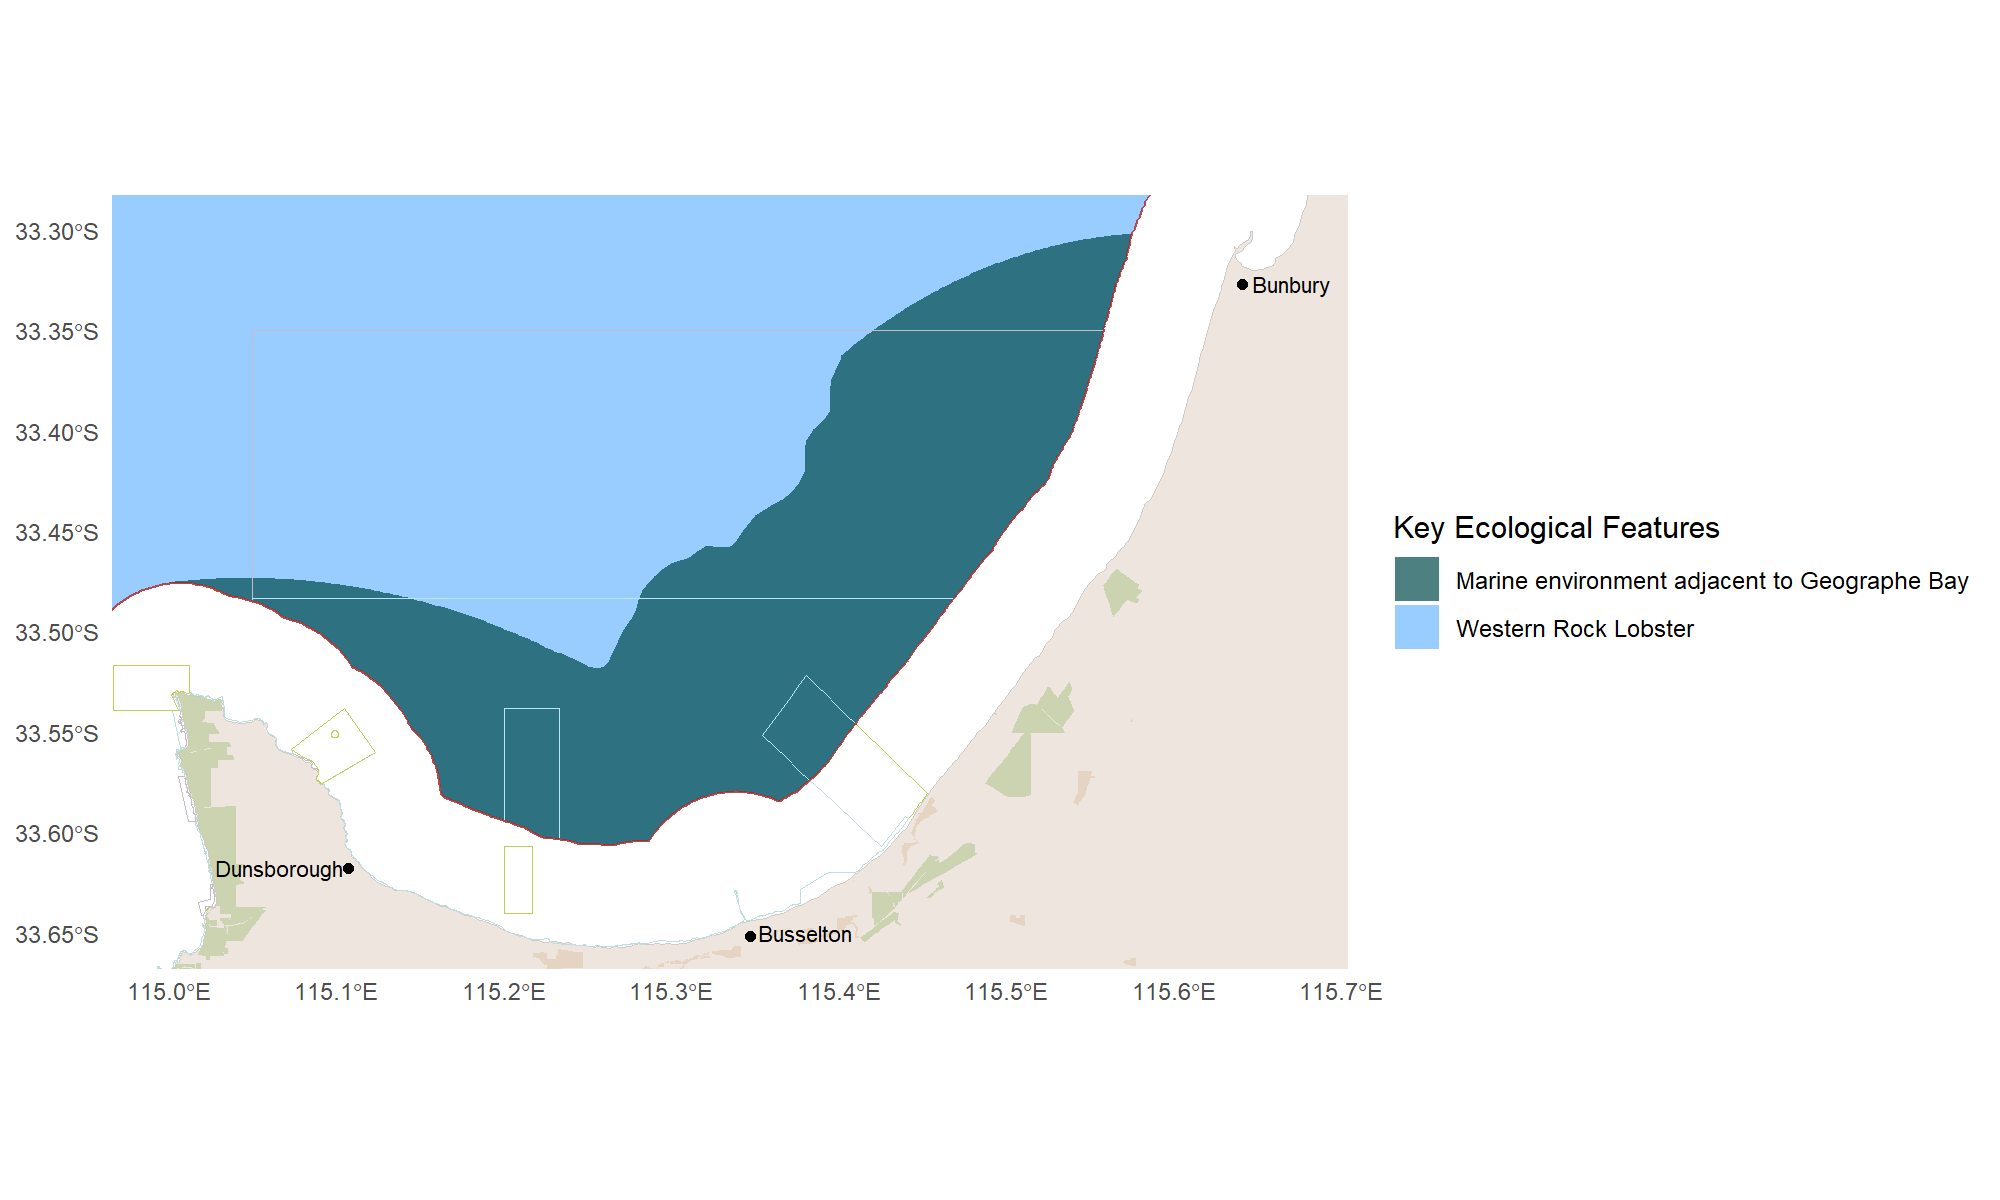 33.30°S
33.35°S
33.40°S
33.45°S
33.50°S
33.55°S
33.60°S
33.65°S
Bunbury
Dunsborough
Busselton
115.0°E 115.1°E 115.2°E 115.3°E 115.4°E 115.5°E 115.6°E 115.7°E
Key Ecological Features
Marine environment adjacent to Geographe Bay
Western Rock Lobster